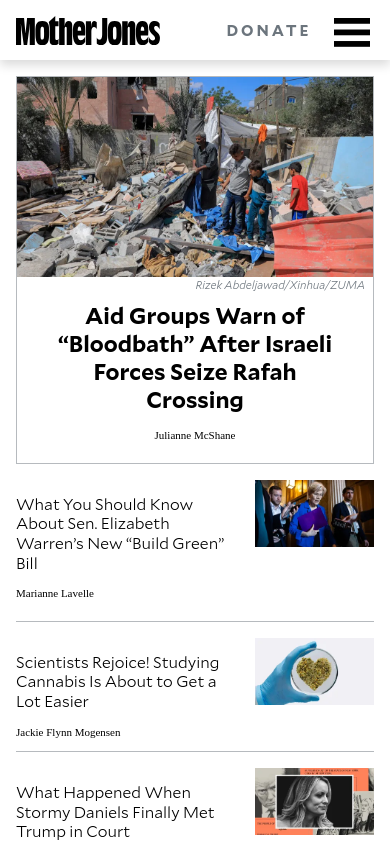 Mother Jones
DONATE
Rizek Abdeljawad/Xinhua/ZUMA
Aid Groups Warn of
“Bloodbath” After Israeli
Forces Seize Rafah
Crossing
Julianne McShane
What You Should Know
About Sen. Elizabeth
Warren’s New “Build Green”
Bill
Marianne Lavelle
Scientists Rejoice! Studying
Cannabis Is About to Get a
Lot Easier
Jackie Flynn Mogensen
What Happened When
Stormy Daniels Finally Met
Trump in Court